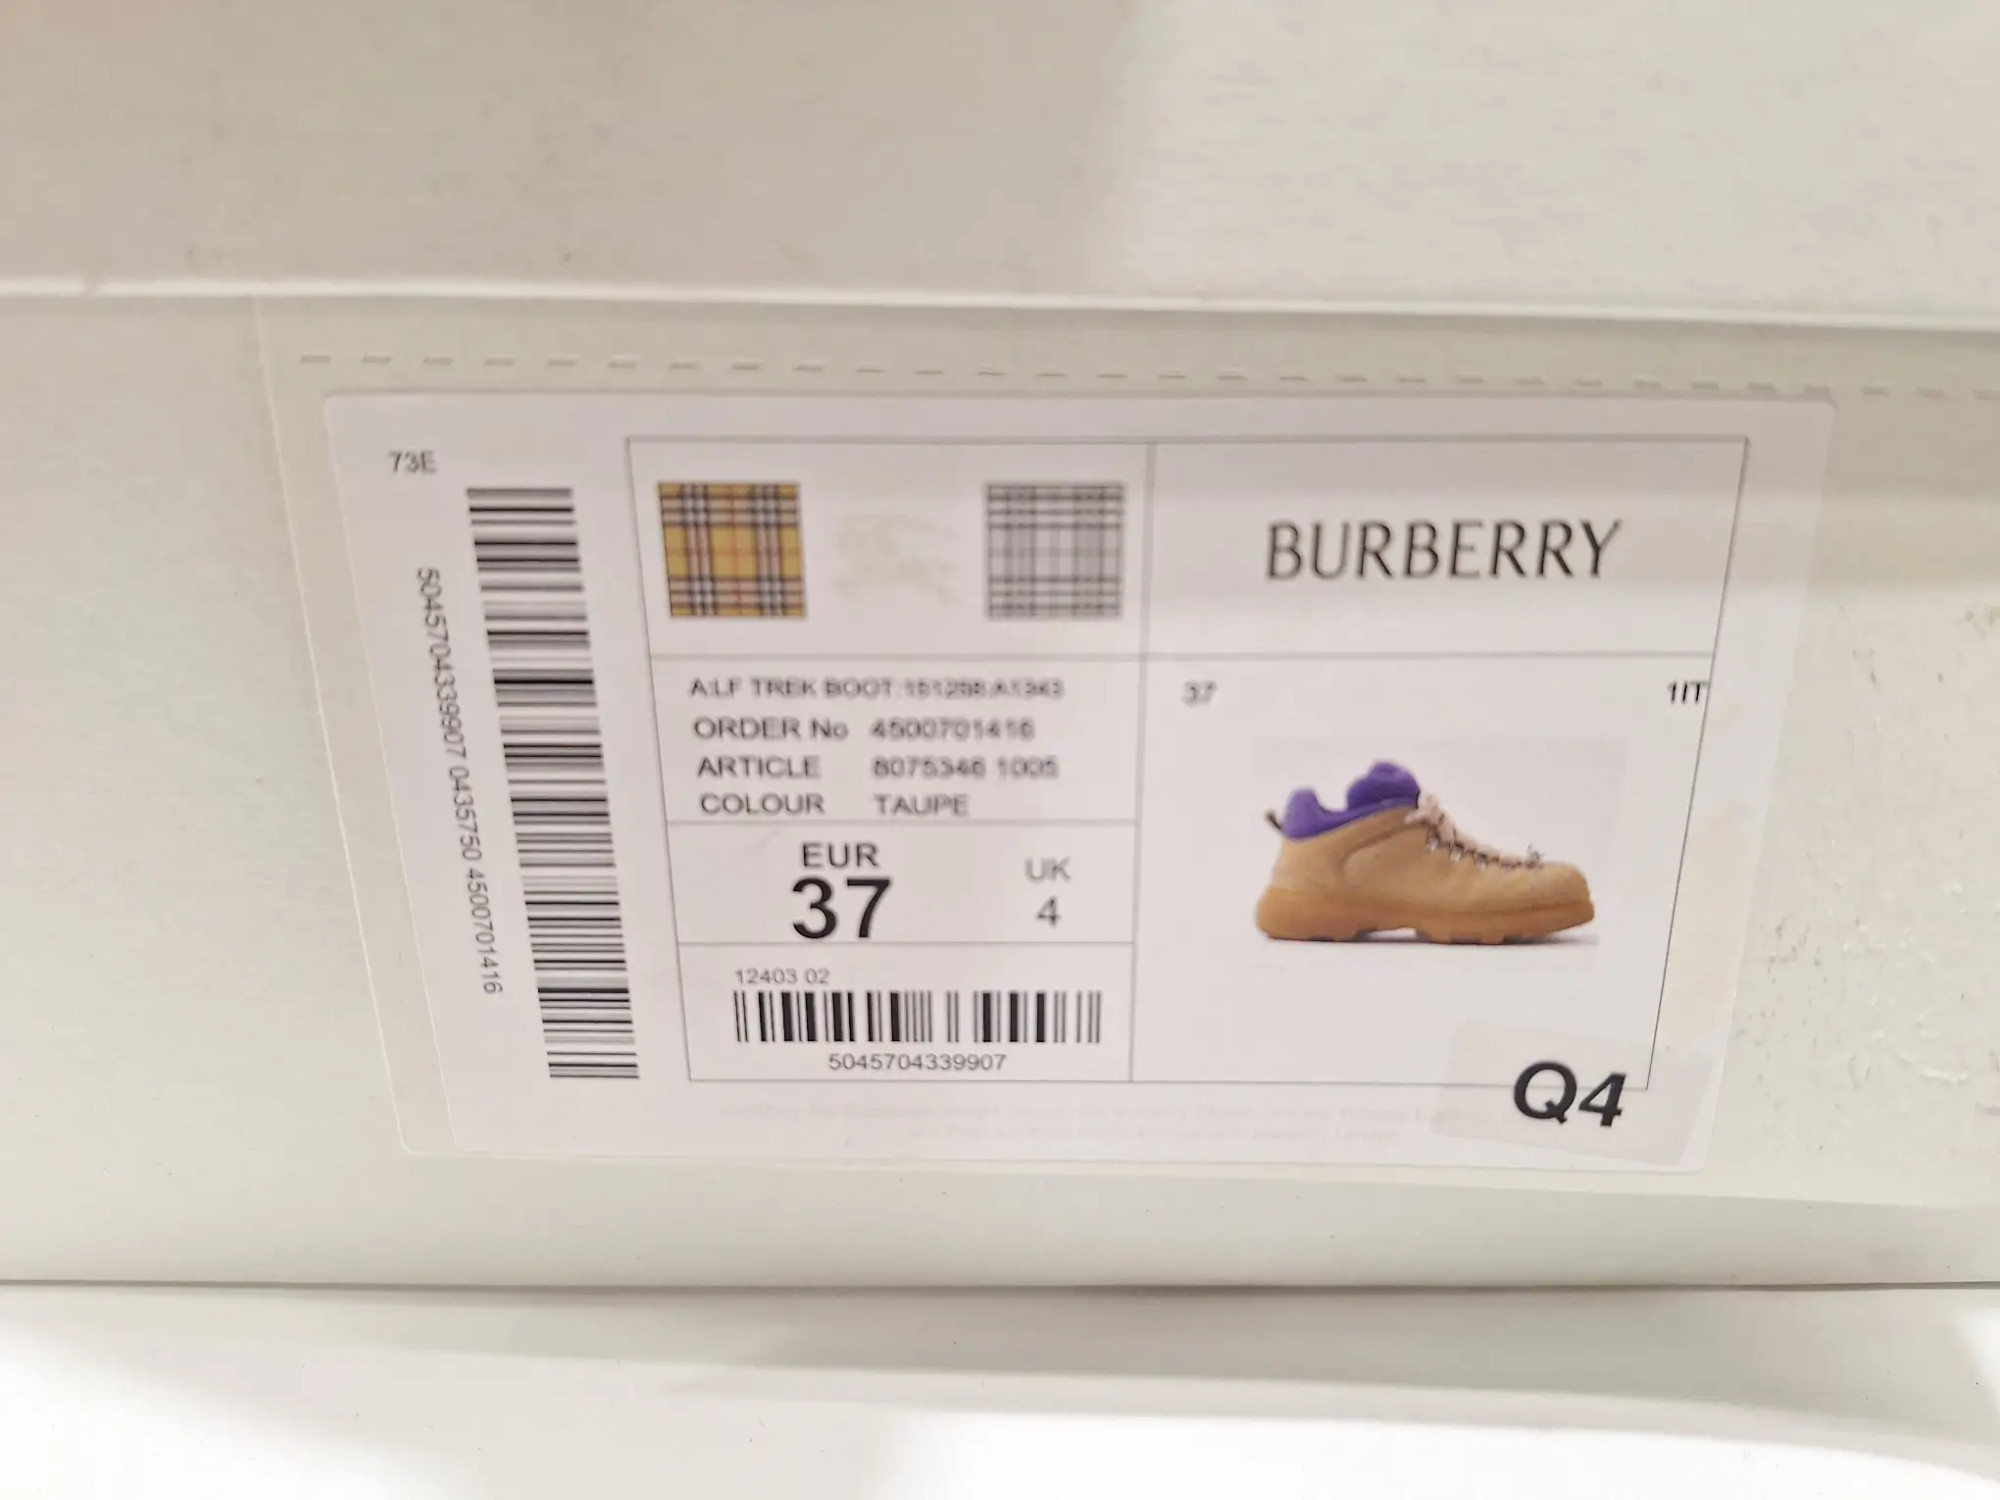 73E
5045704339907 0435750 4500701416
BURBERRY
A:LF TREK BOOT:151298:A1343
ORDER No 4500701416
ARTICLE 8075346 1005
COLOUR TAUPE
EUR
37
UK
4
12403 02
5045704339907
37
1IT
Q4